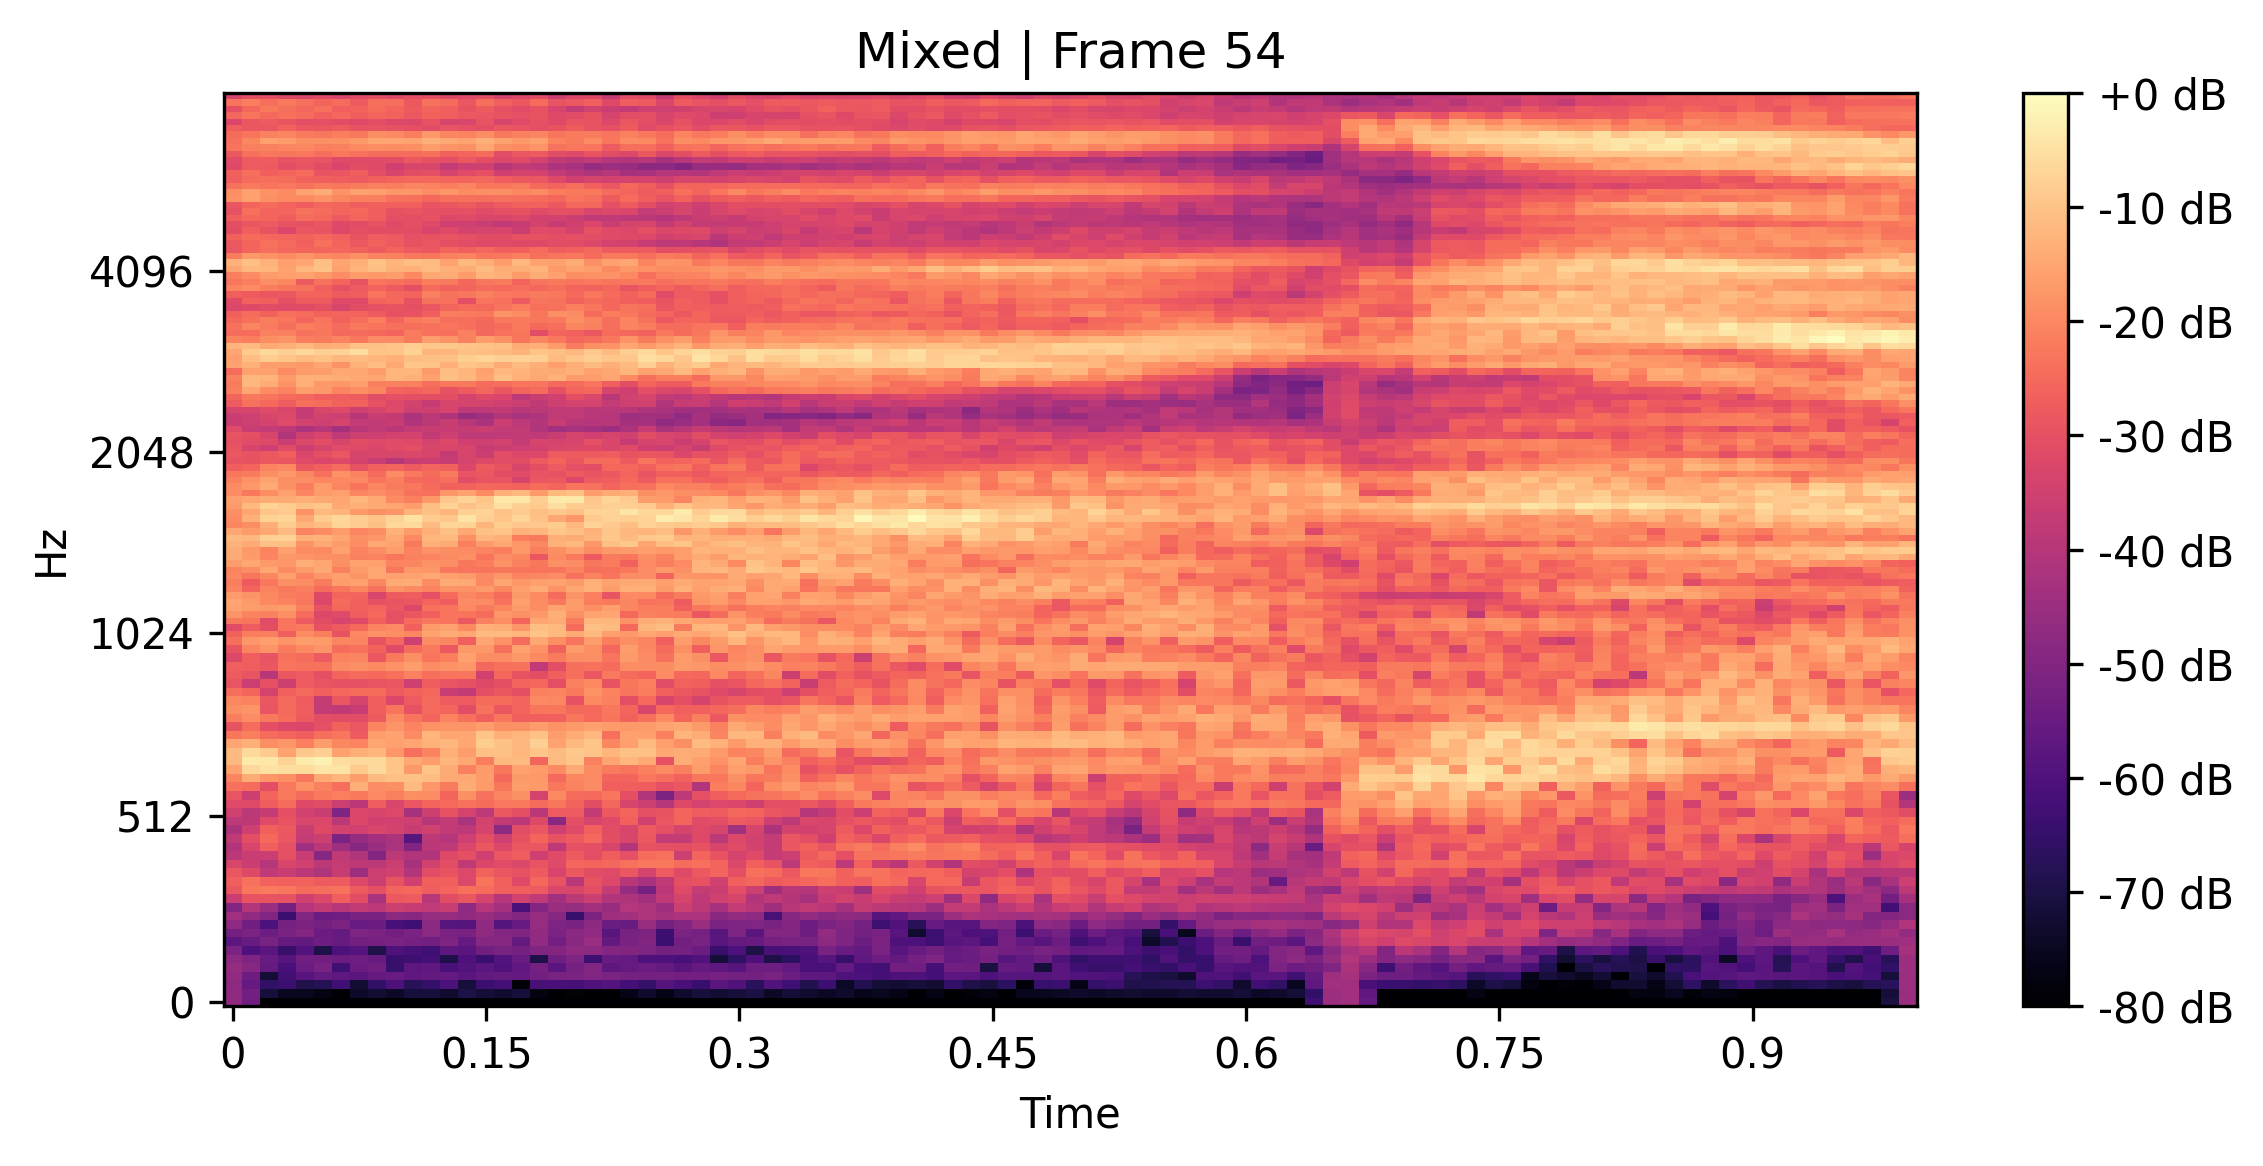 Mixed | Frame 54
+0 dB
-10 dB
-20 dB
-30 dB
-40 dB
-50 dB
-60 dB
-70 dB
-80 dB
Hz
4096
2048
1024
512
0
0 0.15 0.3 0.45 0.6 0.75 0.9
Time